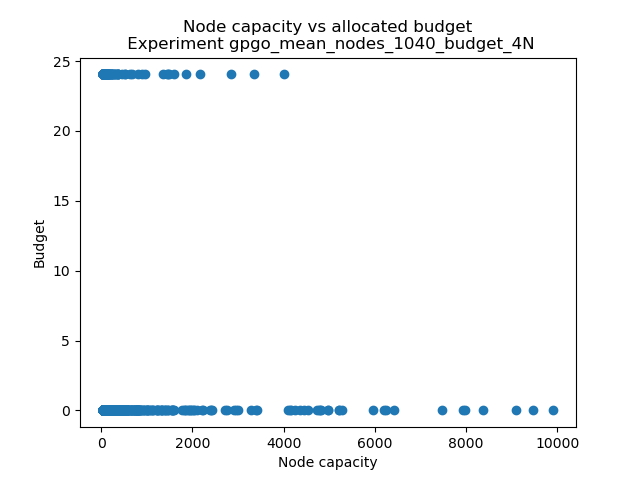 Node capacity vs allocated budget
Experiment gpgo_mean_nodes_1040_budget_4N
25
20
15
10
5
0
Budget
0 2000 4000 6000 8000 10000
Node capacity